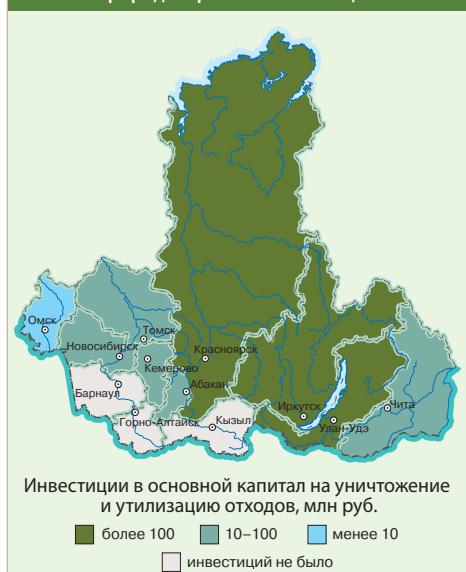 Омск
Новосибирск
Томск
Кемерово
Красноярск
Барнаул
Абакан
Горно-Алтайск
Кызыл
Иркутск
Улан-Удэ
Чита
Инвестиции в основной капитал на уничтожение
и утилизацию отходов, млн руб.
более 100 10–100 менее 10
инвестиций не было